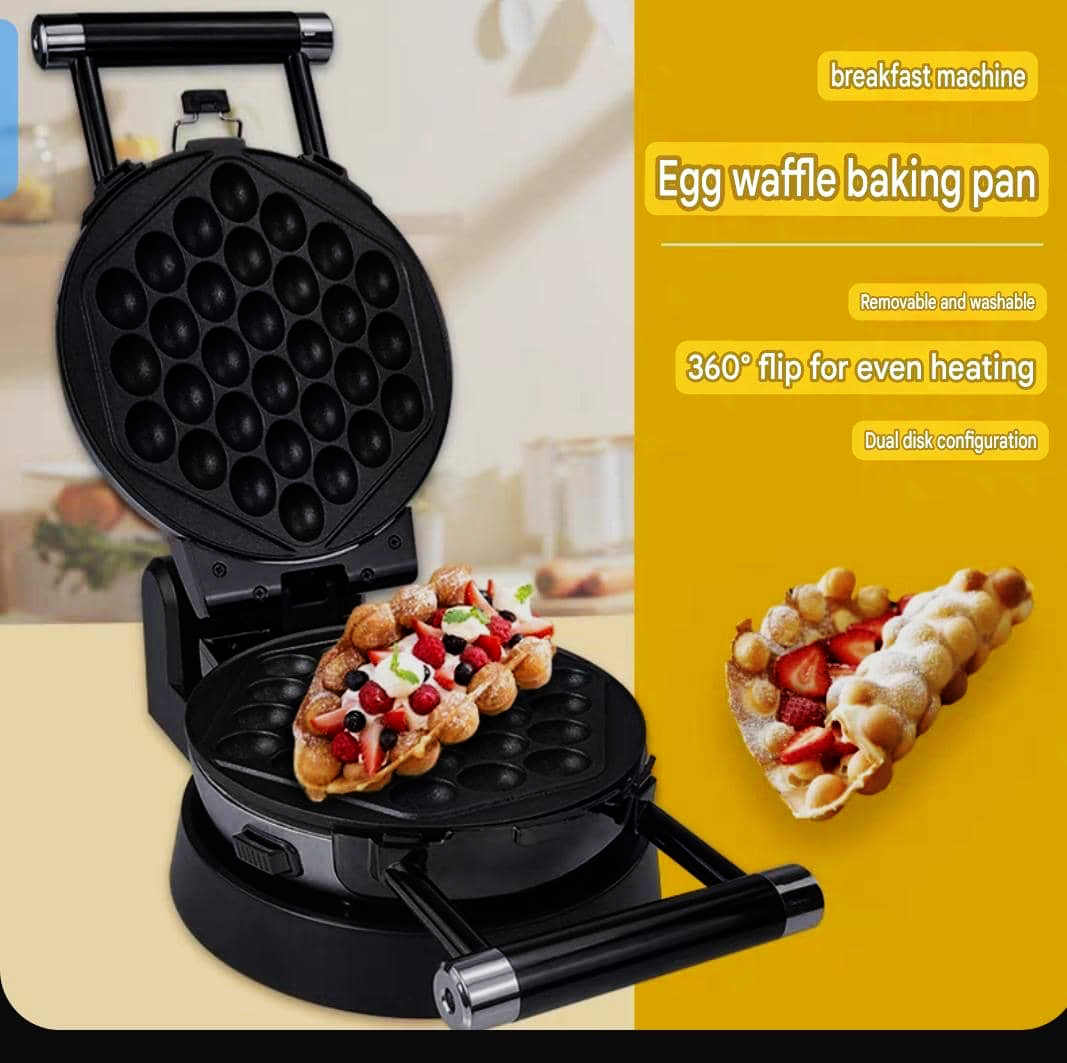 breakfast machine
Egg waffle baking pan
Removable and washable
360° flip for even heating
Dual disk configuration